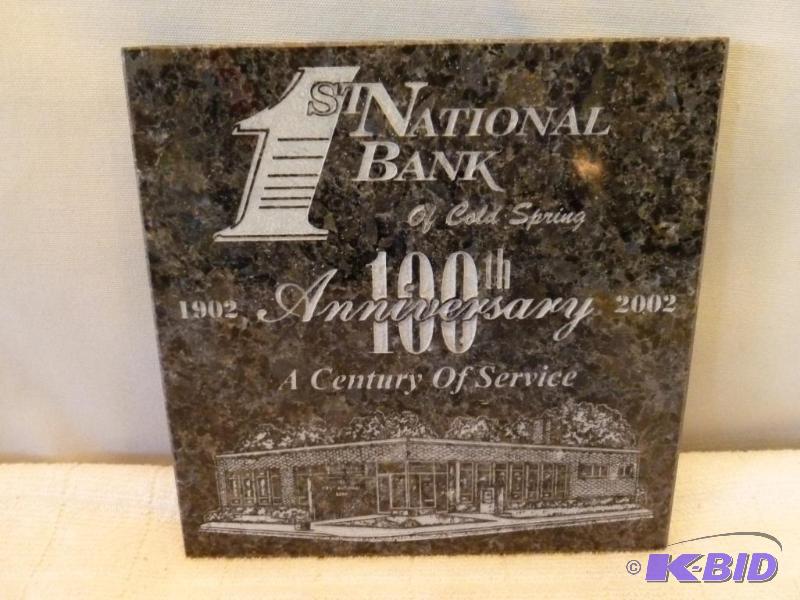 1ST NATIONAL
BANK
Of Cold Spring
100th
1902 Anniversary 2002
A Century Of Service
© K-BID